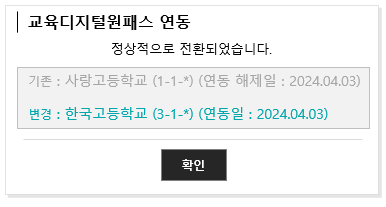 교육디지털원패스 연동
정상적으로 전환되었습니다.
기존 : 사랑고등학교 (1-1-*) (연동 해제일 : 2024.04.03)
변경 : 한국고등학교 (3-1-*) (연동일 : 2024.04.03)
확인